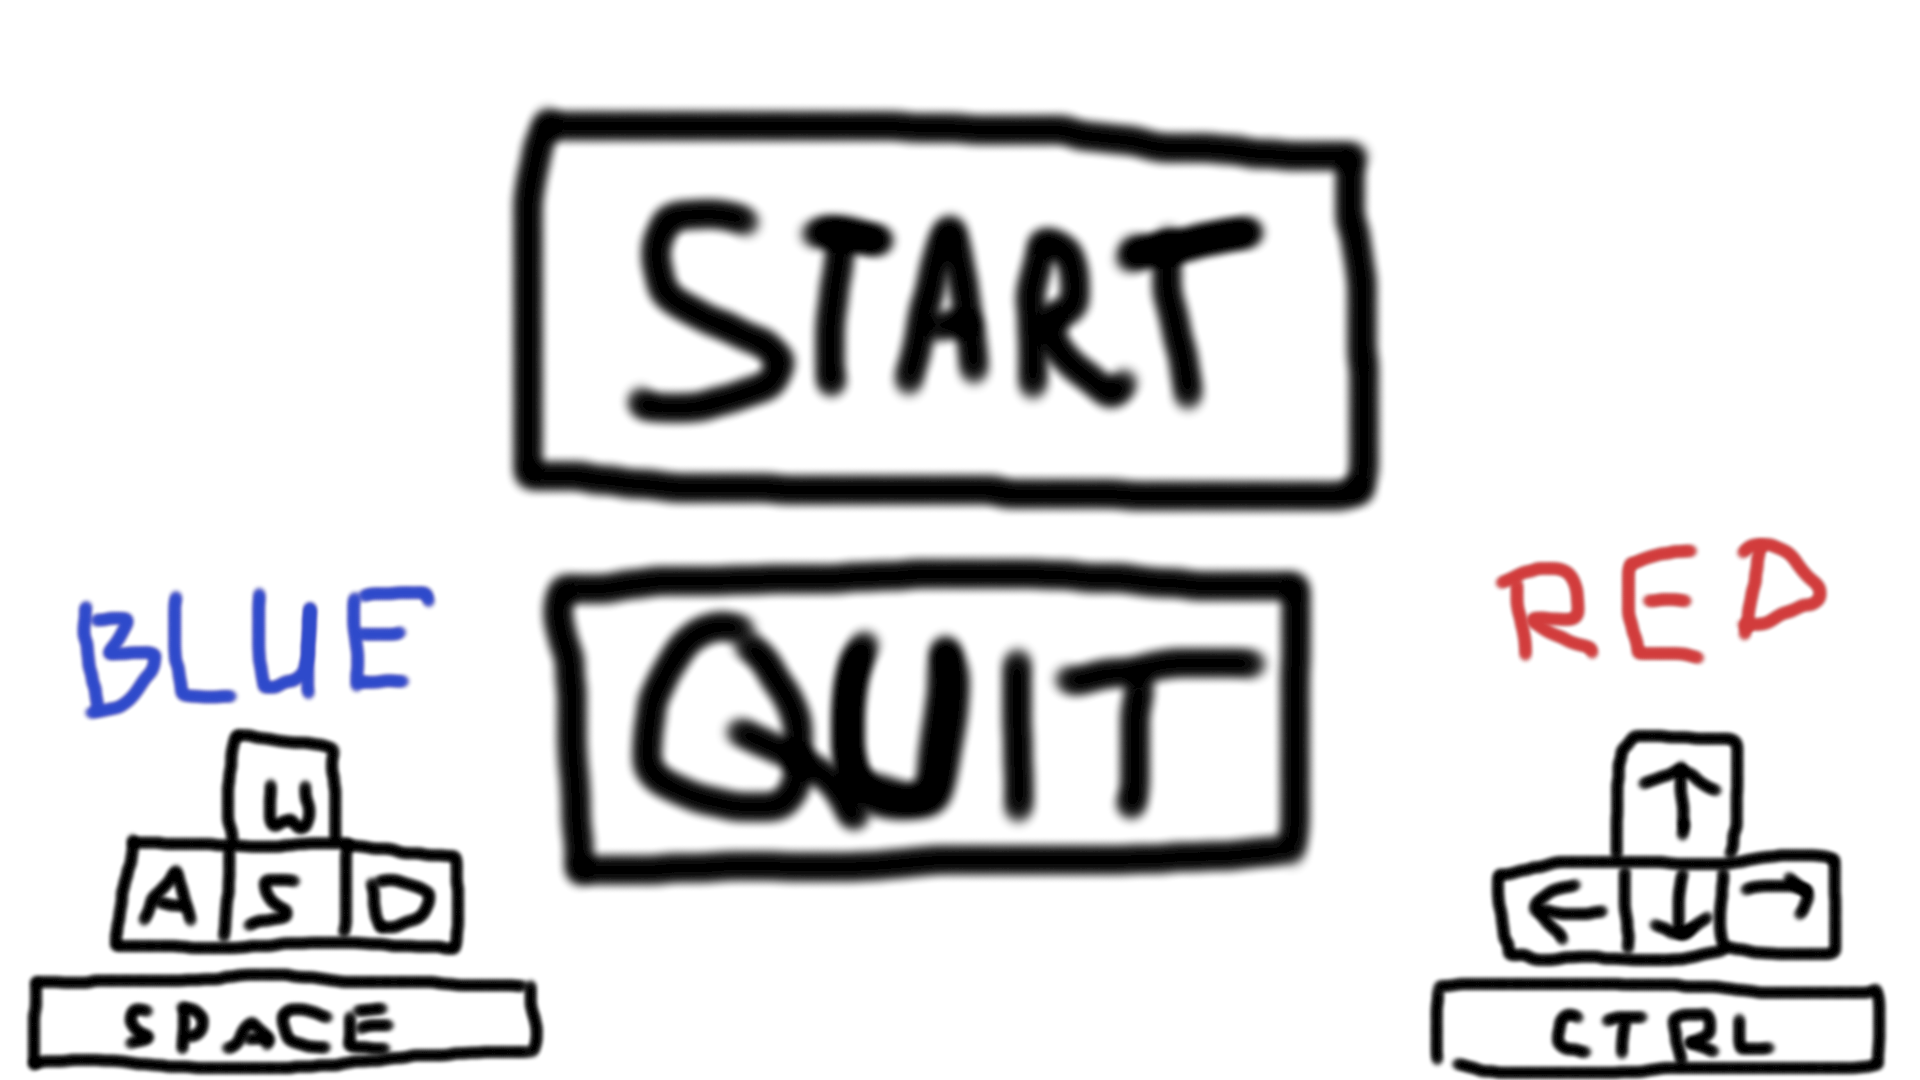 START
QUIT
BLUE
W
A S D
SPACE
RED
↑
← ↓ →
CTRL